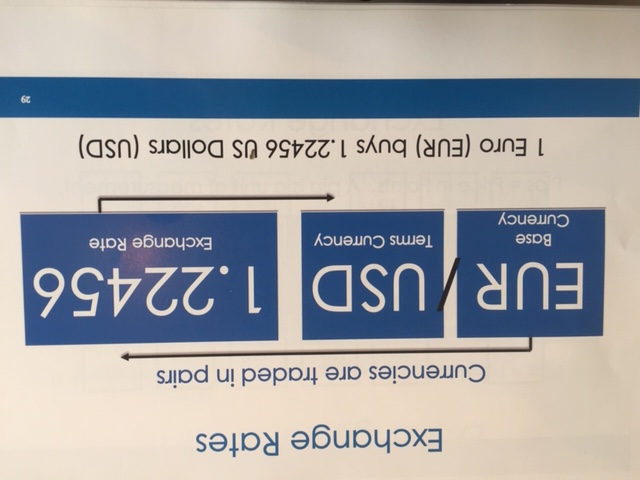 Exchange Rates
Currencies are traded in pairs
EUR/USD 1.22456
Base Currency Terms Currency Exchange Rate
1 Euro (EUR) buys 1.22456 US Dollars (USD)
29